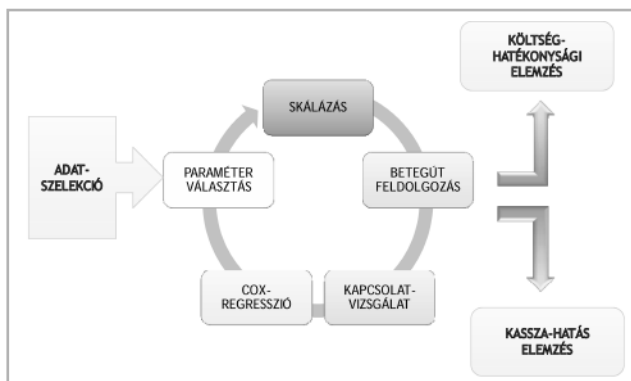 KÖLTSÉG-
HATÉKONYSÁGI
ELEMZÉS
SKÁLÁZÁS
ADAT-
SZELEKCIÓ
PARAMÉTER
VÁLASZTÁS
BETEGÚT
FELDOLGOZÁS
COX-
REGRESSZIÓ
KAPCSOLAT-
VIZSGÁLAT
KASSZA-HATÁS
ELEMZÉS